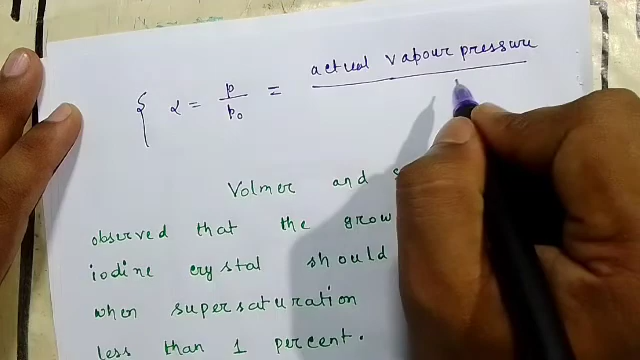 α = p/p₀ = actual vapour pressure
Volmer and
observed that the grow
iodine crystal should
when supersaturation
less than 1 percent.